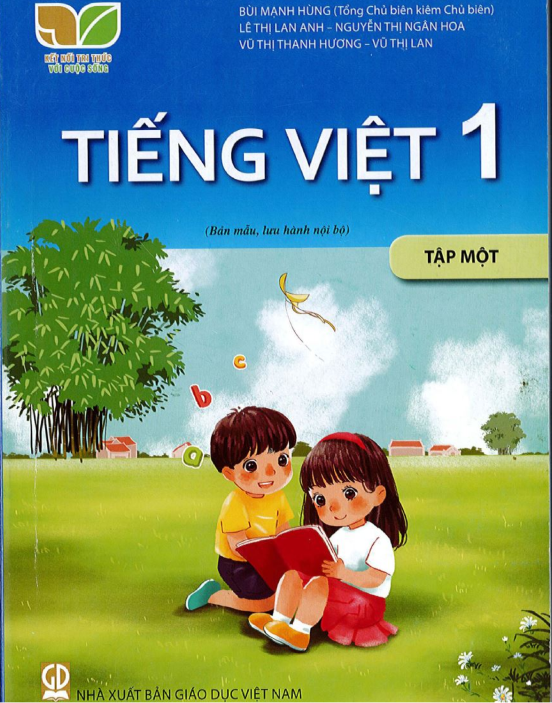 BÙI MẠNH HÙNG (Tổng Chủ biên kiêm Chủ biên)
LÊ THỊ LAN ANH – NGUYỄN THỊ NGÂN HOA
VŨ THỊ THANH HƯƠNG – VŨ THỊ LAN
KẾT NỐI TRI THỨC
VỚI CUỘC SỐNG
TIẾNG VIỆT 1
(Bản mẫu, lưu hành nội bộ)
TẬP MỘT
c
b
a
GD
NHÀ XUẤT BẢN GIÁO DỤC VIỆT NAM